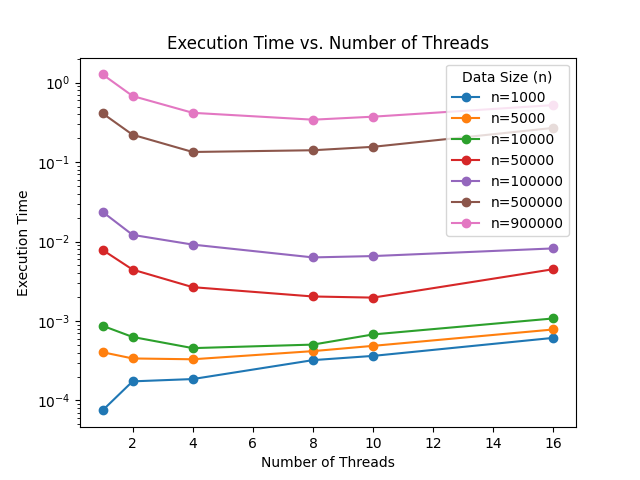 Execution Time vs. Number of Threads
Data Size (n)
n=1000
n=5000
n=10000
n=50000
n=100000
n=500000
n=900000
10⁰
10⁻¹
10⁻²
10⁻³
10⁻⁴
Execution Time
2 4 6 8 10 12 14 16
Number of Threads